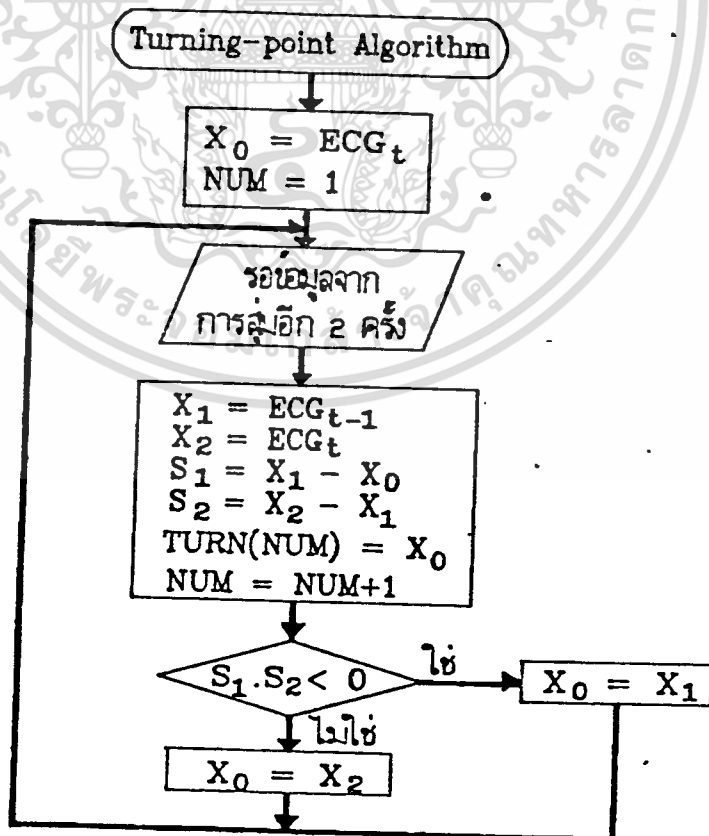 Turning-point Algorithm
X₀ = ECGₜ
NUM = 1
รอข้อมูลจาก
การสุ่มอีก 2 ครั้ง
X₁ = ECGₜ₋₁
X₂ = ECGₜ
S₁ = X₁ - X₀
S₂ = X₂ - X₁
TURN(NUM) = X₀
NUM = NUM+1
S₁.S₂< 0
ใช่
X₀ = X₁
ไม่ใช่
X₀ = X₂